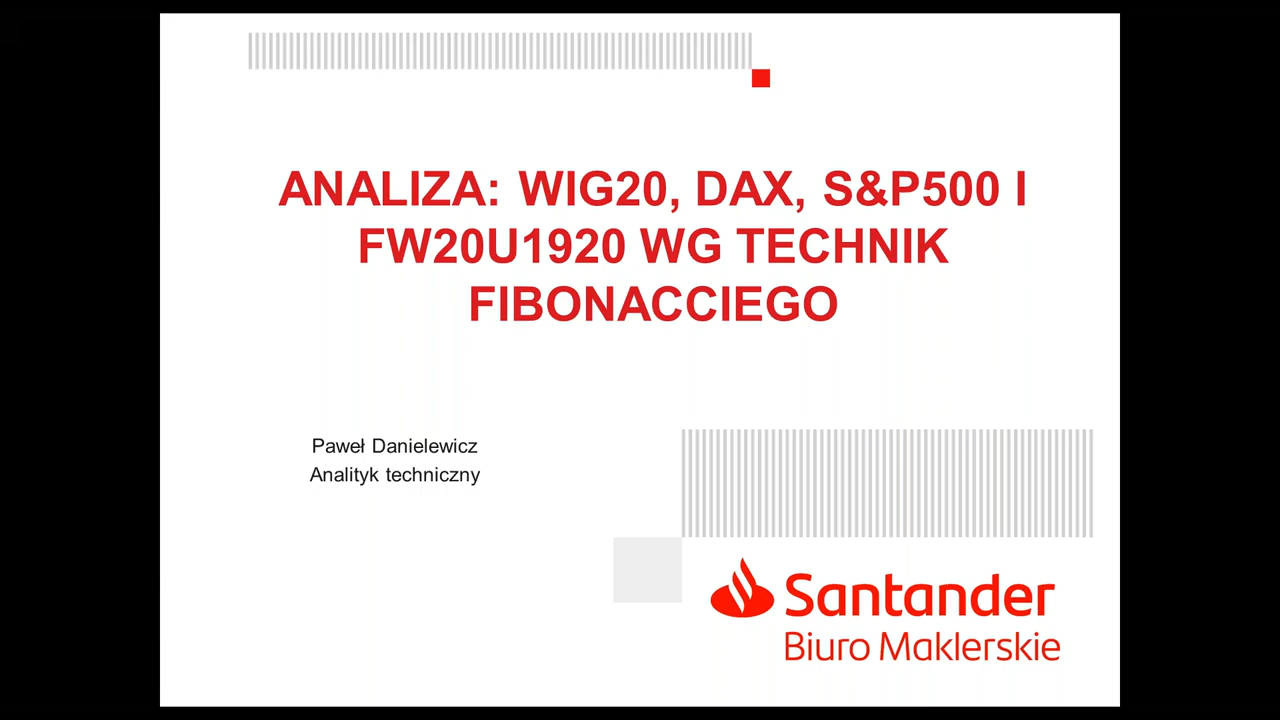 ANALIZA: WIG20, DAX, S&P500 I
FW20U1920 WG TECHNIK
FIBONACCIEGO
Paweł Danielewicz
Analityk techniczny
Santander
Biuro Maklerskie